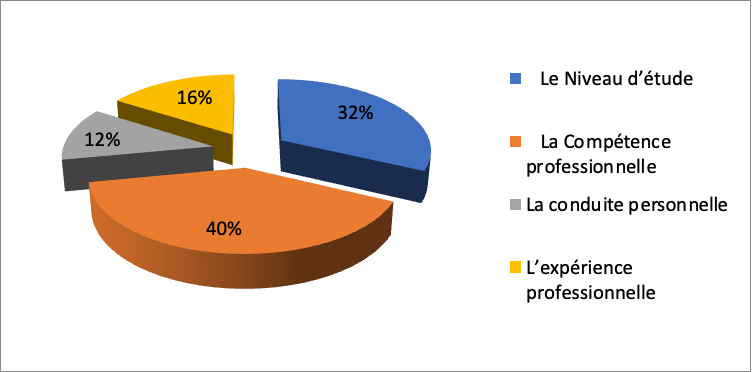 16%
32%
12%
40%
Le Niveau d’étude
La Compétence
professionnelle
La conduite personnelle
L’expérience
professionnelle